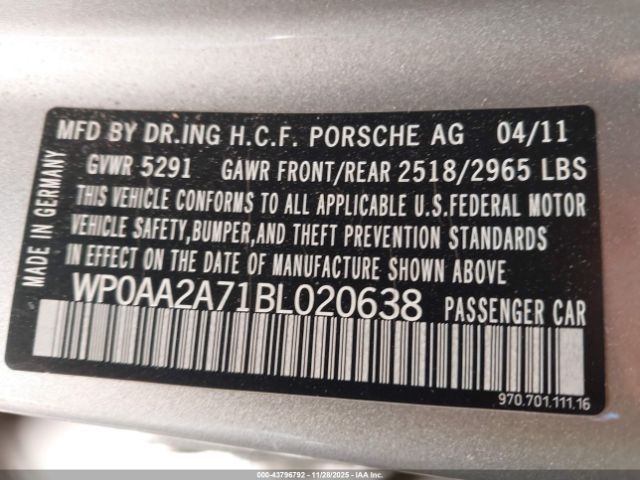 MFD BY DR.ING H.C.F. PORSCHE AG 04/11
GVWR 5291 GAWR FRONT/REAR 2518/2965 LBS
THIS VEHICLE CONFORMS TO ALL APPLICABLE U.S.FEDERAL MOTOR
VEHICLE SAFETY,BUMPER,AND THEFT PREVENTION STANDARDS
IN EFFECT ON THE DATE OF MANUFACTURE SHOWN ABOVE.
WP0AA2A71BL020638 PASSENGER CAR
MADE IN GERMANY
970.701.111.16
000-43796792 | 11/28/2025 - IAAI.COM